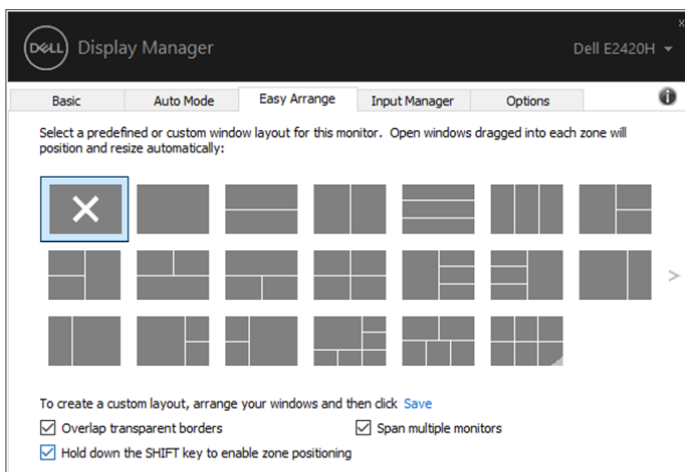 x
DELL Display Manager Dell E2420H
Basic Auto Mode Easy Arrange Input Manager Options
Select a predefined or custom window layout for this monitor. Open windows dragged into each zone will
position and resize automatically:
To create a custom layout, arrange your windows and then click Save
Overlap transparent borders Span multiple monitors
Hold down the SHIFT key to enable zone positioning